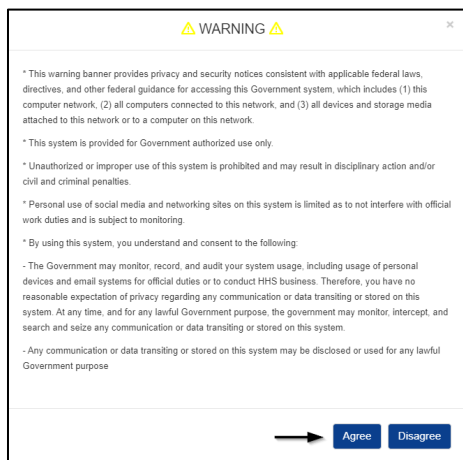 ⚠ WARNING ⚠
×
* This warning banner provides privacy and security notices consistent with applicable federal laws,
directives, and other federal guidance for accessing this Government system, which includes (1) this
computer network, (2) all computers connected to this network, and (3) all devices and storage media
attached to this network or to a computer on this network.
* This system is provided for Government authorized use only.
* Unauthorized or improper use of this system is prohibited and may result in disciplinary action and/or
civil and criminal penalties.
* Personal use of social media and networking sites on this system is limited as to not interfere with official
work duties and is subject to monitoring.
* By using this system, you understand and consent to the following:
- The Government may monitor, record, and audit your system usage, including usage of personal
devices and email systems for official duties or to conduct HHS business. Therefore, you have no
reasonable expectation of privacy regarding any communication or data transiting or stored on this
system. At any time, and for any lawful Government purpose, the government may monitor, intercept, and
search and seize any communication or data transiting or stored on this system.
- Any communication or data transiting or stored on this system may be disclosed or used for any lawful
Government purpose
Agree Disagree